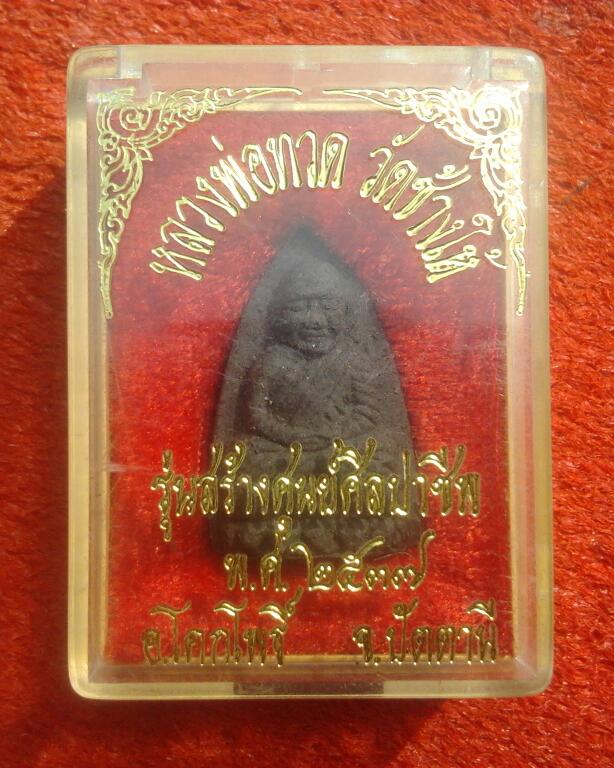 หลวงพ่อทวด วัดช้างให้
รุ่นสร้างศูนย์ศิลปาชีพ
พ.ศ. ๒๕๓๗
อ.โคกโพธิ์ จ.ปัตตานี